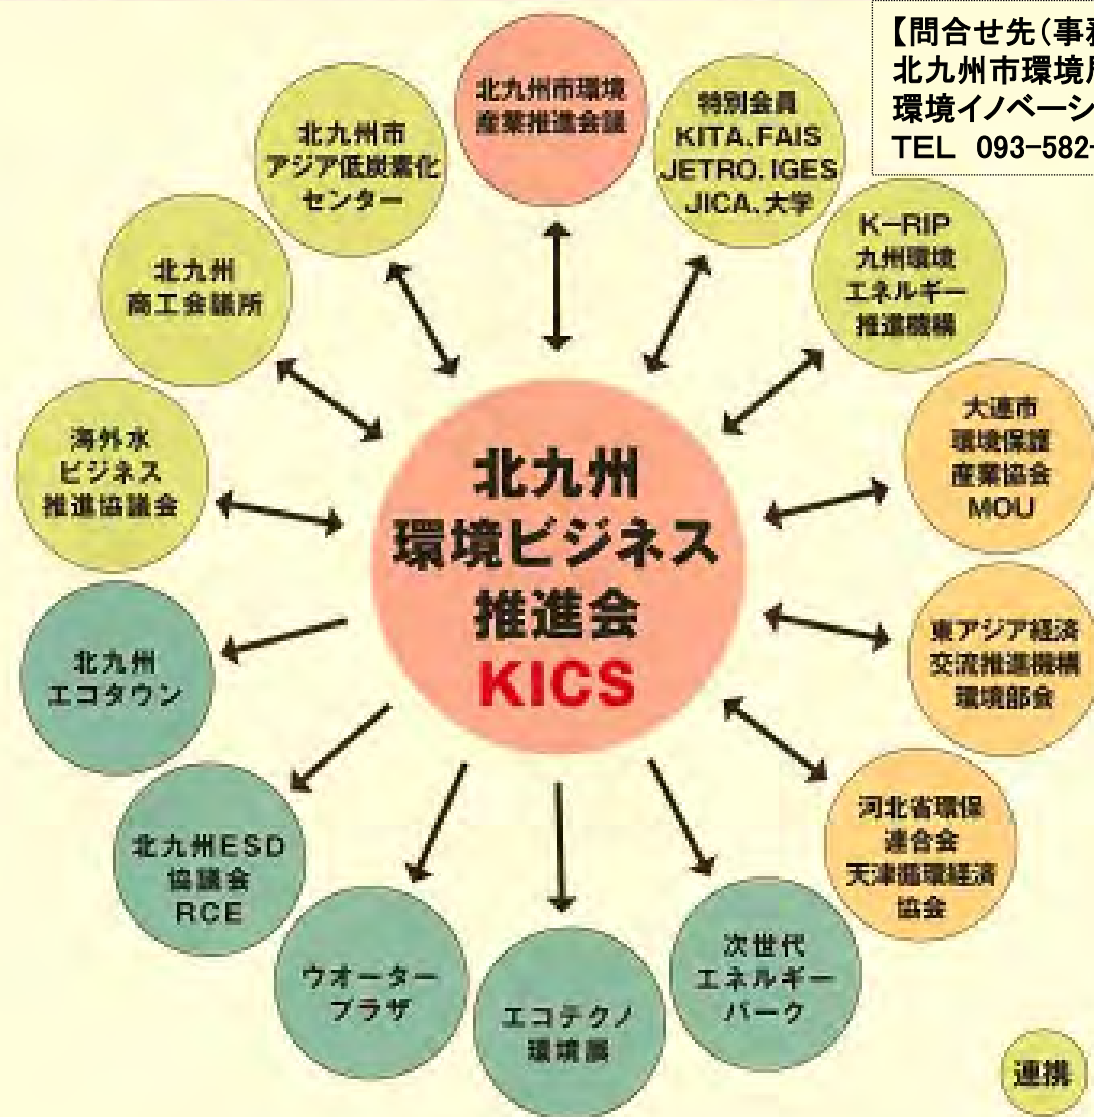 【問合せ先(事務
北九州市環境局
環境イノベーシ
TEL 093-582-
北九州市環境
産業推進会議
特別会員
KITA.FAIS
JETRO.IGES
JICA.大学
K-RIP
九州環境
エネルギー
推進機構
大連市
環境保護
産業協会
MOU
東アジア経済
交流推進機構
環境部会
河北省環保
連合会
天津循環経済
協会
次世代
エネルギー
パーク
エコテクノ
環境展
ウオーター
プラザ
北九州ESD
協議会
RCE
北九州
エコタウン
海外水
ビジネス
推進協議会
北九州
商工会議所
北九州市
アジア低炭素化
センター
北九州
環境ビジネス
推進会
KICS
連携